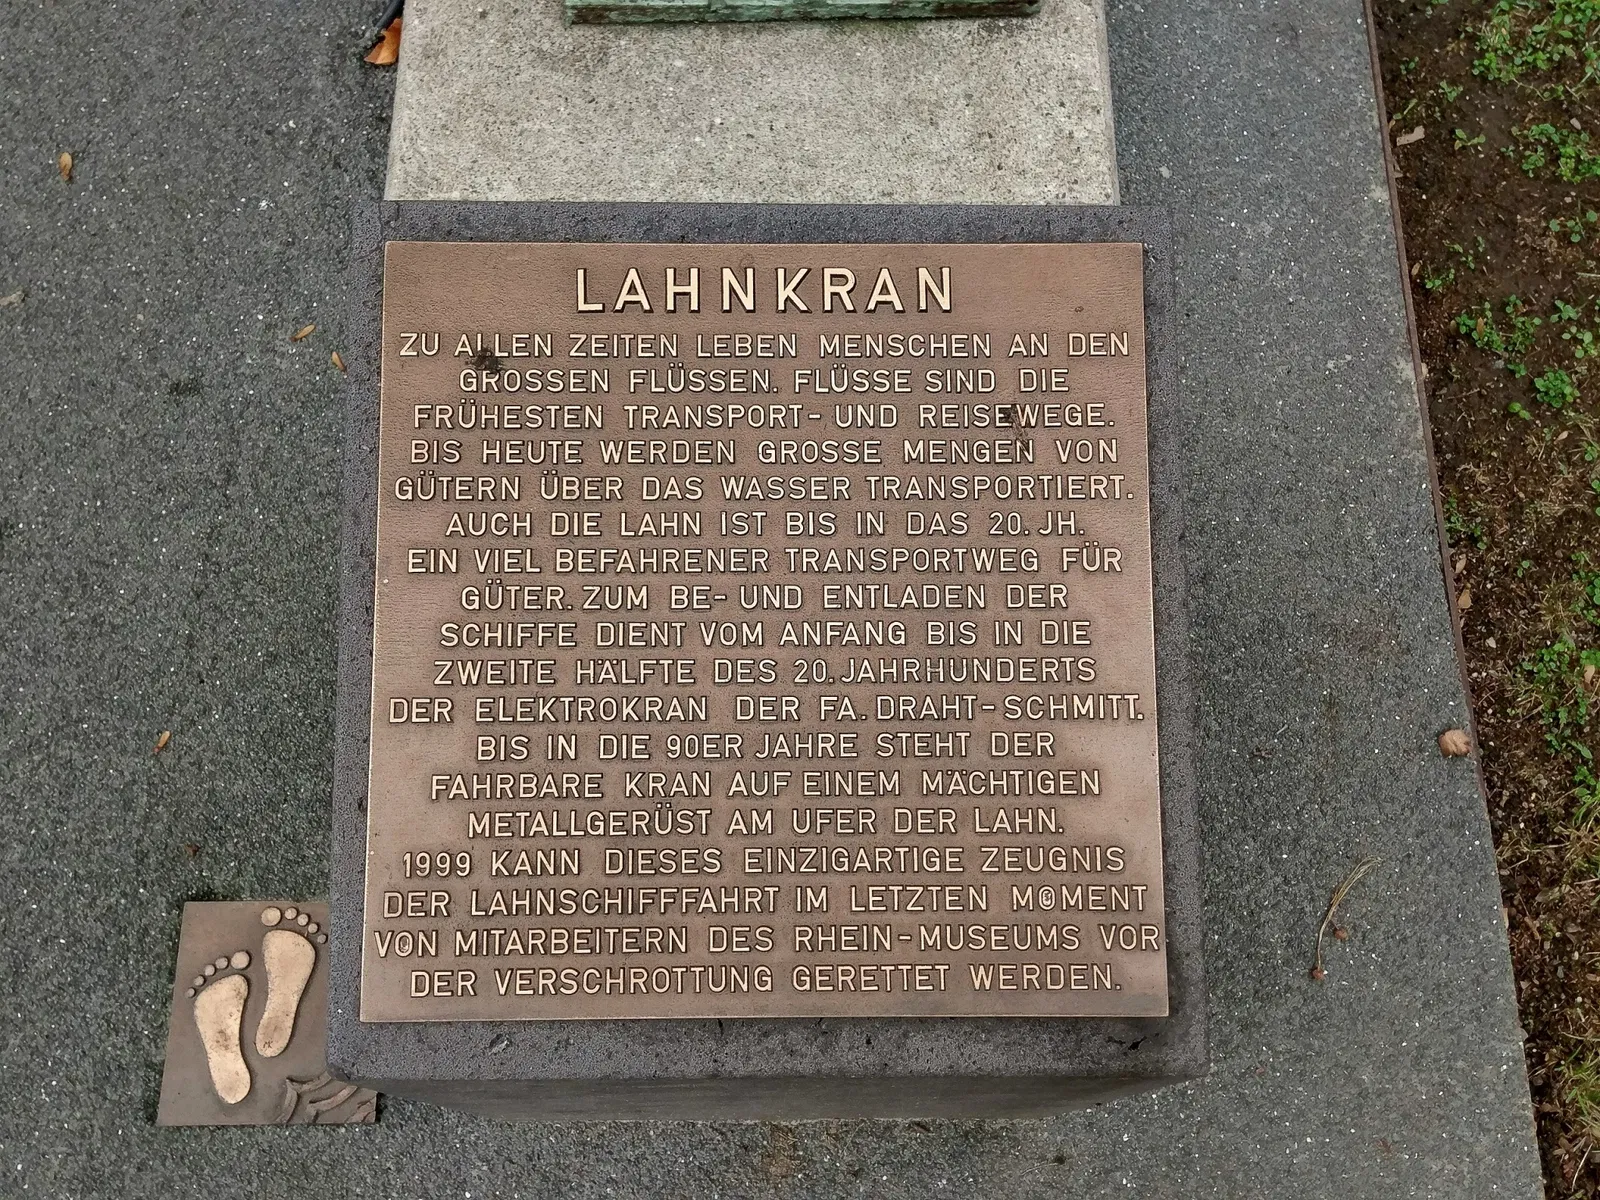 LAHNKRAN
ZU ALLEN ZEITEN LEBEN MENSCHEN AN DEN
GROSSEN FLÜSSEN. FLÜSSE SIND DIE
FRÜHESTEN TRANSPORT- UND REISEWEGE.
BIS HEUTE WERDEN GROSSE MENGEN VON
GÜTERN ÜBER DAS WASSER TRANSPORTIERT.
AUCH DIE LAHN IST BIS IN DAS 20. JH.
EIN VIEL BEFAHRENER TRANSPORTWEG FÜR
GÜTER. ZUM BE- UND ENTLADEN DER
SCHIFFE DIENT VOM ANFANG BIS IN DIE
ZWEITE HÄLFTE DES 20. JAHRHUNDERTS
DER ELEKTROKRAN DER FA. DRAHT-SCHMITT.
BIS IN DIE 90ER JAHRE STEHT DER
FAHRBARE KRAN AUF EINEM MÄCHTIGEN
METALLGERÜST AM UFER DER LAHN.
1999 KANN DIESES EINZIGARTIGE ZEUGNIS
DER LAHNSCHIFFFAHRT IM LETZTEN MOMENT
VON MITARBEITERN DES RHEIN-MUSEUMS VOR
DER VERSCHROTTUNG GERETTET WERDEN.